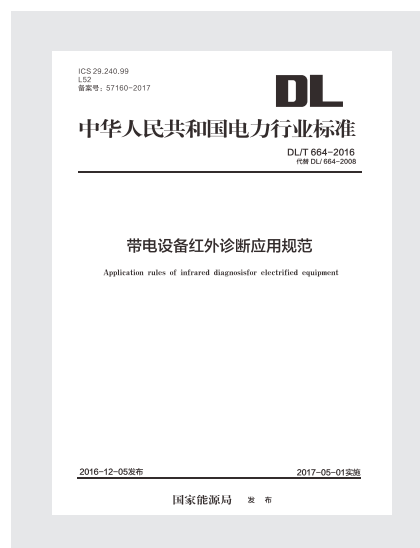 ICS 29.240.99
L52
备案号：57160-2017
DL
中华人民共和国电力行业标准
DL/T 664-2016
代替 DL/ 664-2008
带电设备红外诊断应用规范
Application rules of infrared diagnosisfor electrified equipment
2016-12-05发布
2017-05-01实施
国家能源局 发 布